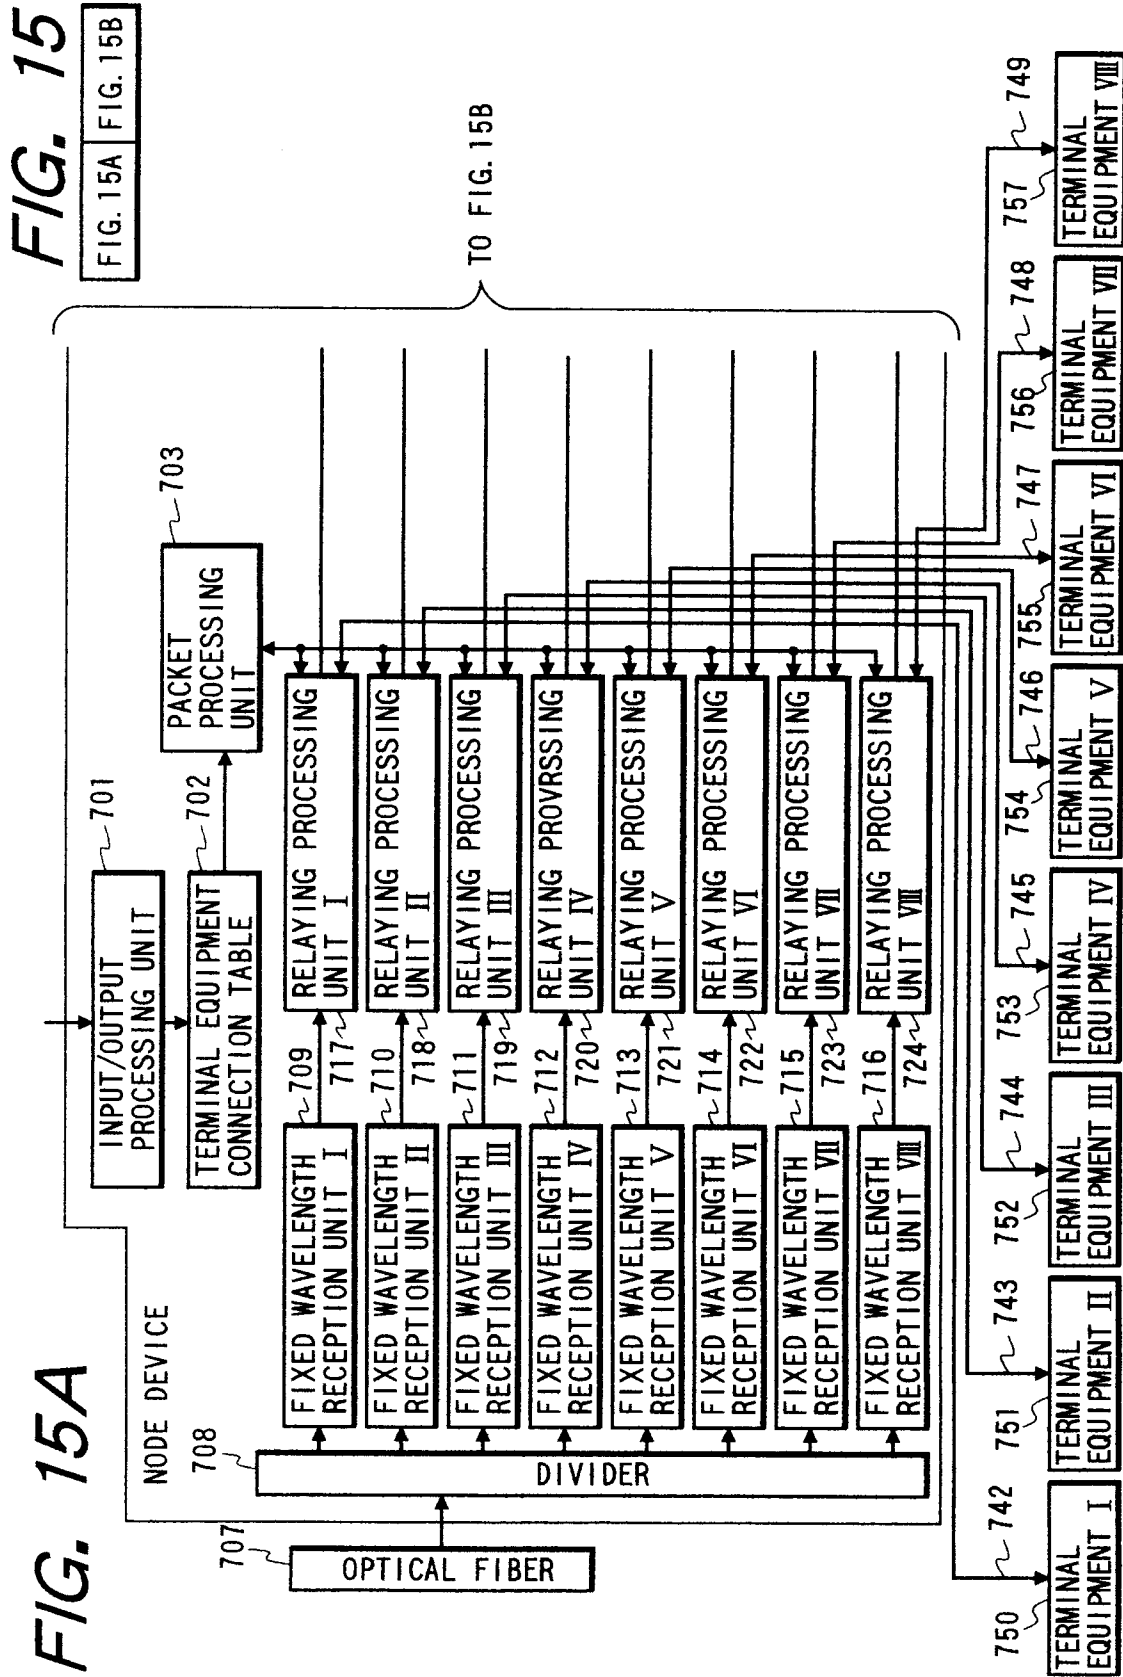 FIG. 15A
FIG. 15
FIG. 15A FIG. 15B
NODE DEVICE
INPUT/OUTPUT
PROCESSING UNIT
701
TERMINAL EQUIPMENT
CONNECTION TABLE
702
PACKET
PROCESSING
UNIT
703
707
OPTICAL FIBER
708
DIVIDER
FIXED WAVELENGTH
RECEPTION UNIT I
709
717
RELAYING PROCESSING
UNIT I
FIXED WAVELENGTH
RECEPTION UNIT II
710
718
RELAYING PROCESSING
UNIT II
FIXED WAVELENGTH
RECEPTION UNIT III
711
719
RELAYING PROCESSING
UNIT III
FIXED WAVELENGTH
RECEPTION UNIT IV
712
720
RELAYING PROVRSSING
UNIT IV
FIXED WAVELENGTH
RECEPTION UNIT V
713
721
RELAYING PROCESSING
UNIT V
FIXED WAVELENGTH
RECEPTION UNIT VI
714
722
RELAYING PROCESSING
UNIT VI
FIXED WAVELENGTH
RECEPTION UNIT VII
715
723
RELAYING PROCESSING
UNIT VII
FIXED WAVELENGTH
RECEPTION UNIT VIII
716
724
RELAYING PROCESSING
UNIT VIII
TO FIG. 15B
750
742
TERMINAL
EQUIPMENT I
751
743
TERMINAL
EQUIPMENT II
752
744
TERMINAL
EQUIPMENT III
753
745
TERMINAL
EQUIPMENT IV
754
746
TERMINAL
EQUIPMENT V
755
747
TERMINAL
EQUIPMENT VI
756
748
TERMINAL
EQUIPMENT VII
757
749
TERMINAL
EQUIPMENT VIII